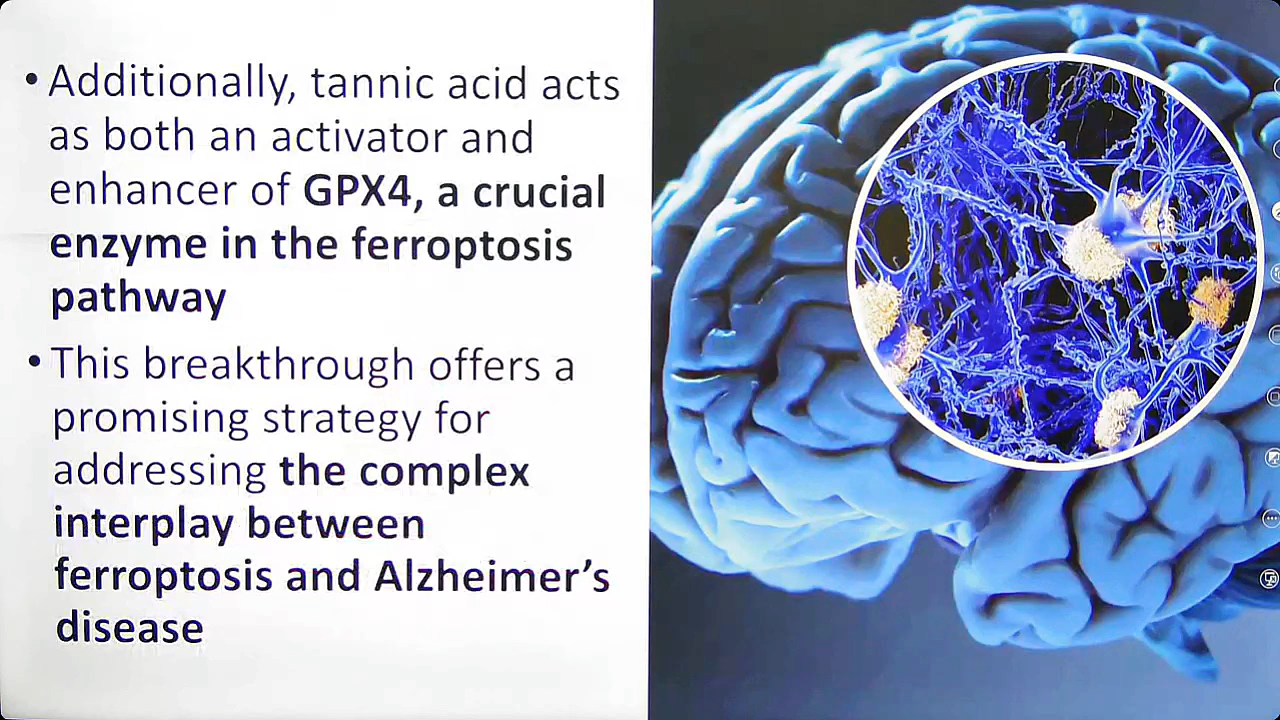 • Additionally, tannic acid acts
as both an activator and
enhancer of GPX4, a crucial
enzyme in the ferroptosis
pathway
• This breakthrough offers a
promising strategy for
addressing the complex
interplay between
ferroptosis and Alzheimer’s
disease